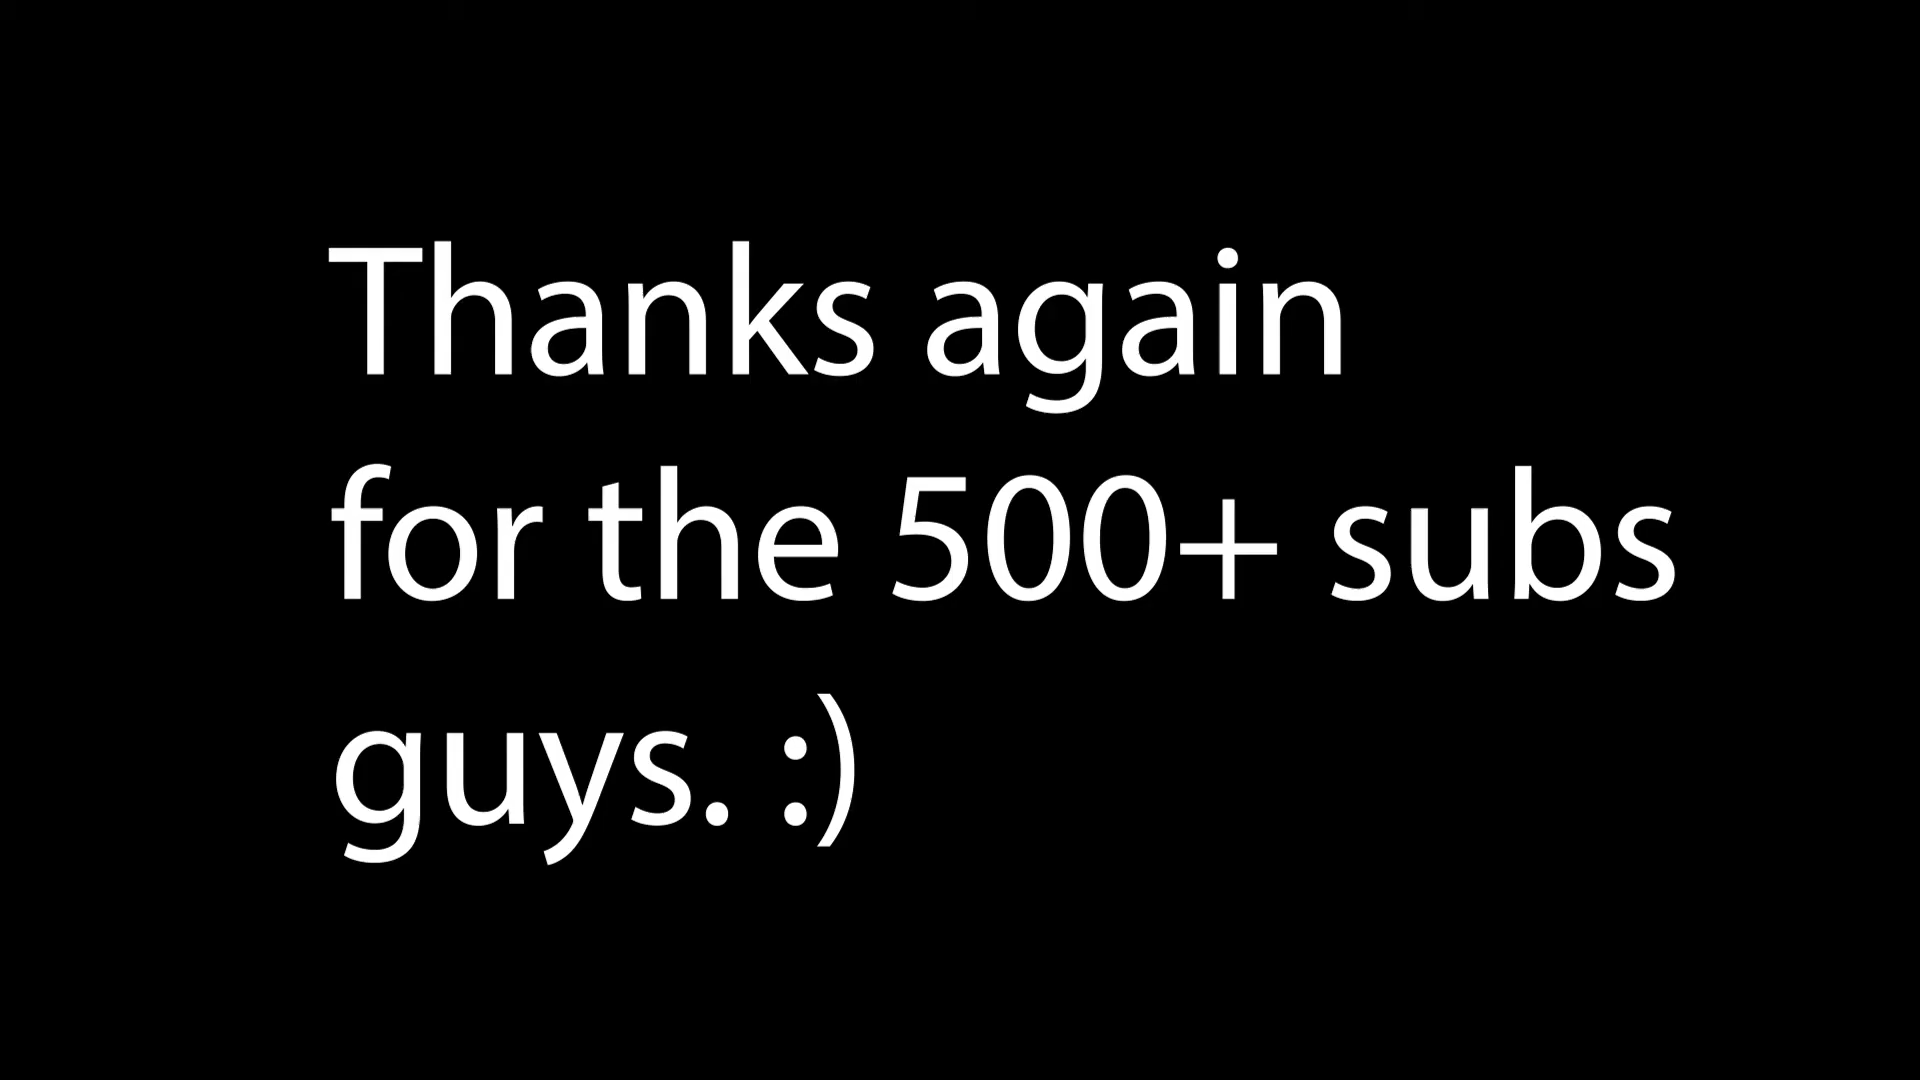 Thanks again
for the 500+ subs
guys. :)